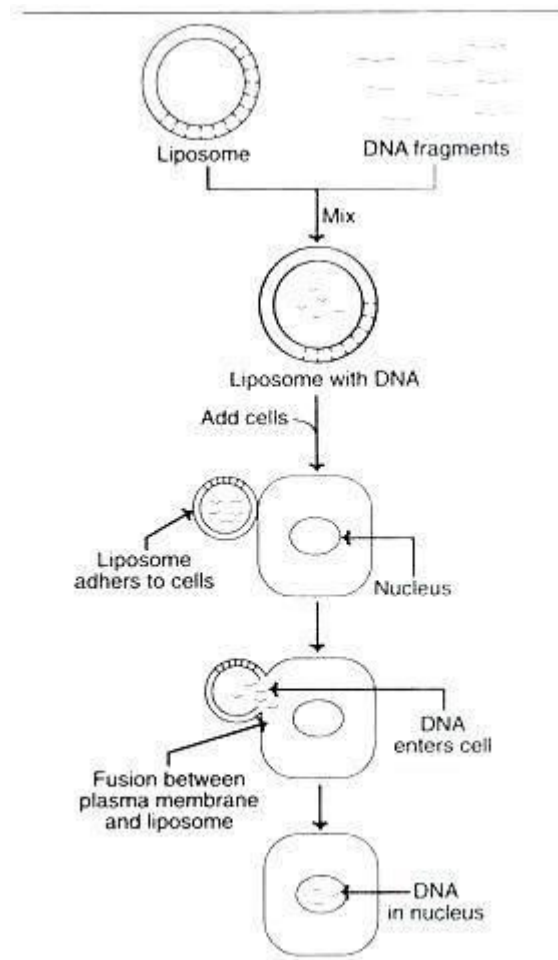 Liposome
DNA fragments
Mix
Liposome with DNA
Add cells
Liposome
adhers to cells
Nucleus
DNA
enters cell
Fusion between
plasma membrane
and liposome
DNA
in nucleus